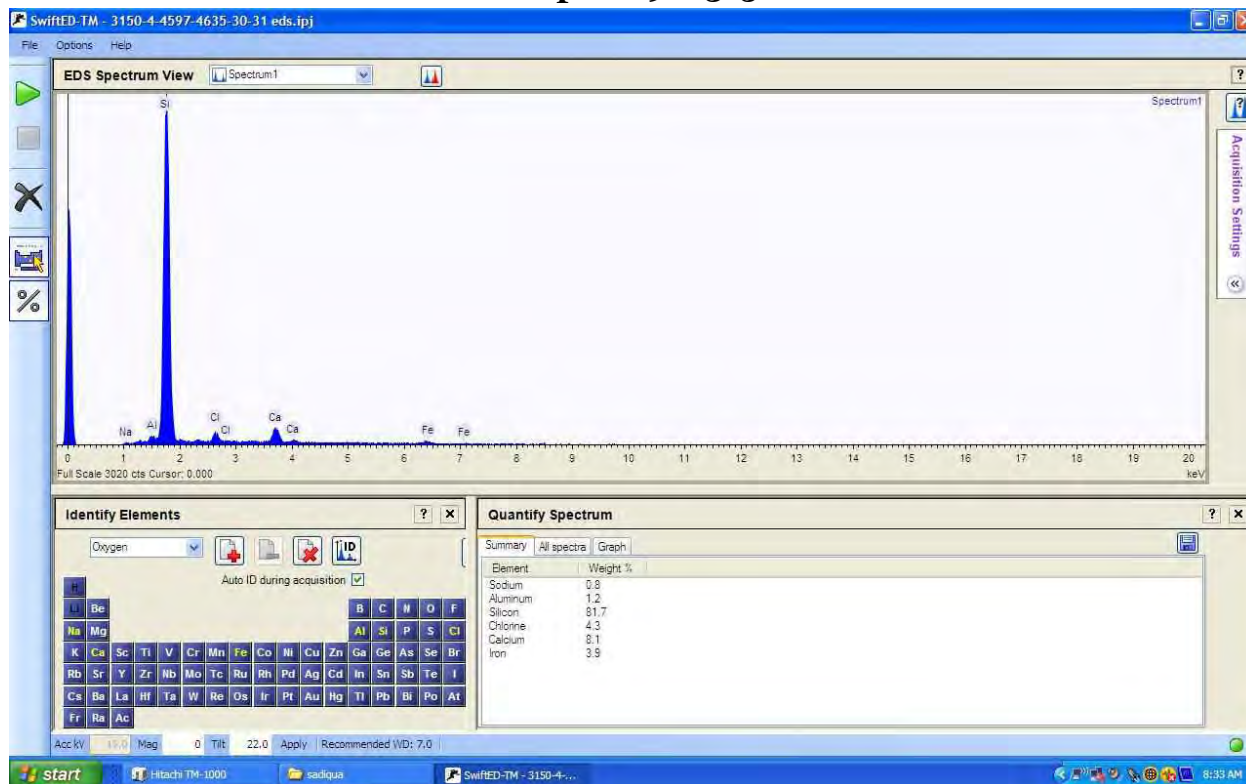 SwiftED-TM - 3150-4-4597-4635-30-31 eds.ipj
File Options Help
EDS Spectrum View Spectrum1 ?
Spectrum1
?
Acquisition Settings
%
Si
Na Al Cl Cl Ca Ca Fe Fe
0 1 2 3 4 5 6 7 8 9 10 11 12 13 14 15 16 17 18 19 20
Full Scale 3020 cts Cursor: 0.000 keV
Identify Elements ? X
Oxygen ID
Auto ID during acquisition
H
Li Be B C N O F
Na Mg Al Si P S Cl
K Ca Sc Ti V Cr Mn Fe Co Ni Cu Zn Ga Ge As Se Br
Rb Sr Y Zr Nb Mo Tc Ru Rh Pd Ag Cd In Sn Sb Te I
Cs Ba La Hf Ta W Re Os Ir Pt Au Hg Tl Pb Bi Po At
Fr Ra Ac
Quantify Spectrum ? X
Summary All spectra Graph
Element Weight %
Sodium 0.8
Aluminum 1.2
Silicon 81.7
Chlorine 4.3
Calcium 8.1
Iron 3.9
Acc kV 15.0 Mag 0 Tilt 22.0 Apply Recommended WD: 7.0
start Hitachi TM-1000 sadiqua SwiftED-TM - 3150-4-... 8:33 AM